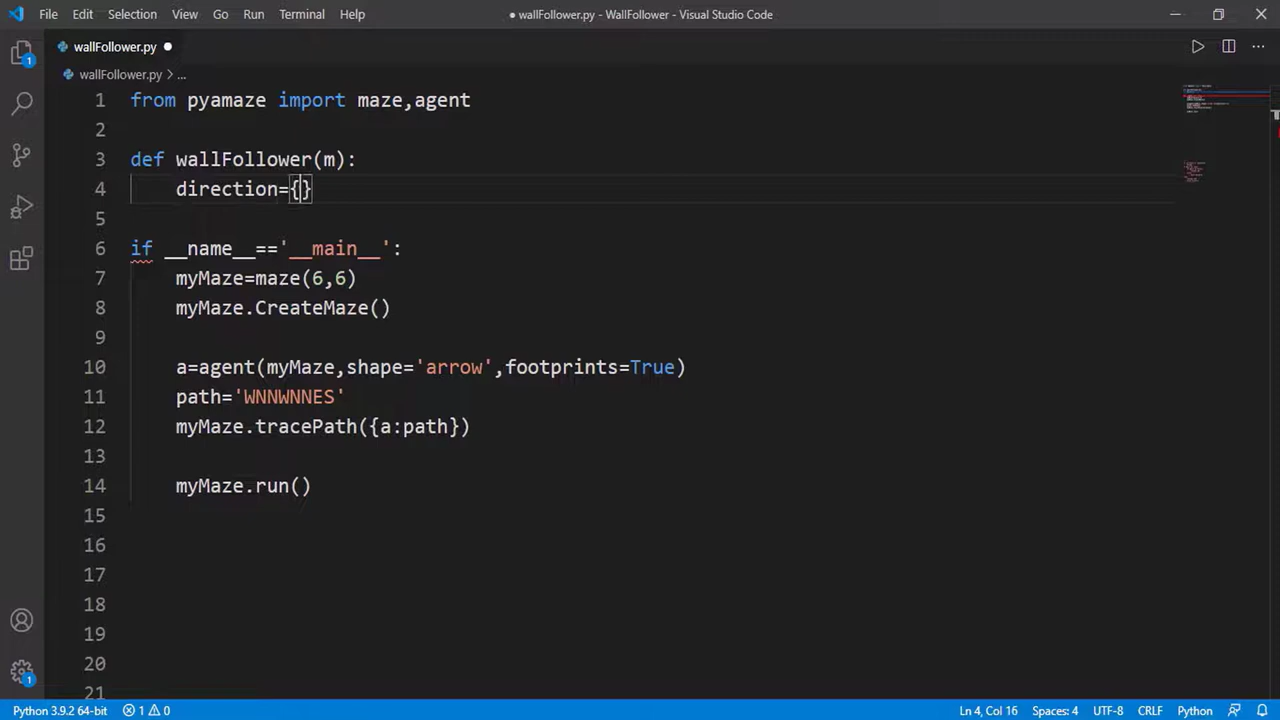 File Edit Selection View Go Run Terminal Help ● wallFollower.py - WallFollower - Visual Studio Code
wallFollower.py ●
wallFollower.py > ...
1 from pyamaze import maze,agent
2
3 def wallFollower(m):
4     direction={}
5
6 if __name__=='__main__':
7     myMaze=maze(6,6)
8     myMaze.CreateMaze()
9
10     a=agent(myMaze,shape='arrow',footprints=True)
11     path='WNNWNNES'
12     myMaze.tracePath({a:path})
13
14     myMaze.run()
15
16
17
18
19
20
21
1
1
Python 3.9.2 64-bit 1 0 Ln 4, Col 16 Spaces: 4 UTF-8 CRLF Python